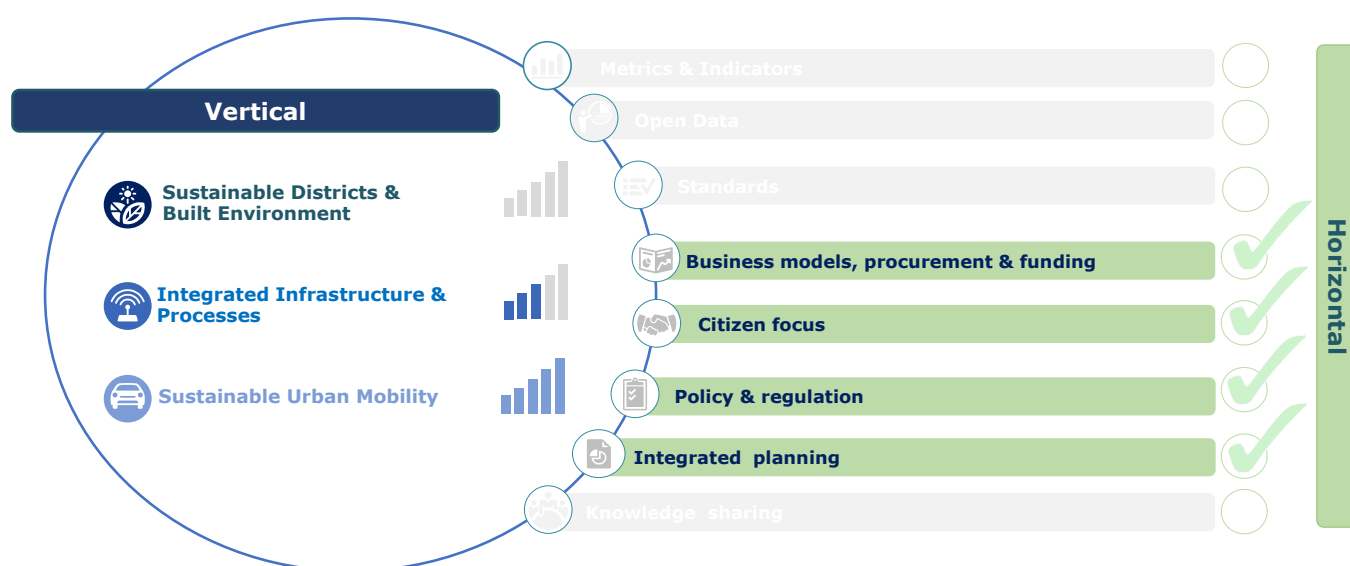 Vertical
Sustainable Districts &
Built Environment
Integrated Infrastructure &
Processes
Sustainable Urban Mobility
Metrics & Indicators
Open Data
Standards
Business models, procurement & funding
Citizen focus
Policy & regulation
Integrated planning
Knowledge sharing
Horizontal